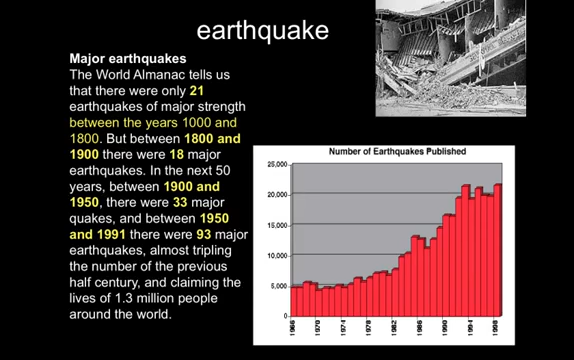 earthquake
Major earthquakes
The World Almanac tells us
that there were only 21
earthquakes of major strength
between the years 1000 and
1800. But between 1800 and
1900 there were 18 major
earthquakes. In the next 50
years, between 1900 and
1950, there were 33 major
quakes, and between 1950
and 1991 there were 93 major
earthquakes, almost tripling
the number of the previous
half century, and claiming the
lives of 1.3 million people
around the world.
Number of Earthquakes Published
25,000
20,000
15,000
10,000
5,000
0
1966
1970
1974
1978
1982
1986
1990
1994
1998